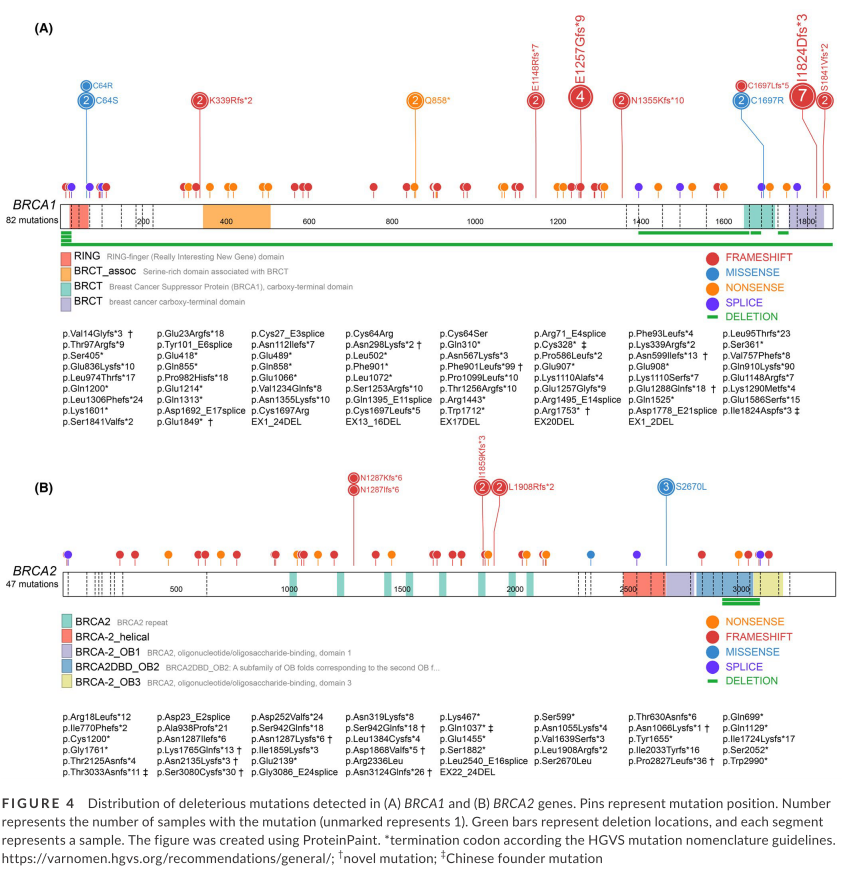 (A)
I1824Dfs*3
E1257Gfs*9
E1148Rfs*7
S1841Vfs*2
C64R
C1697Lfs*5
2 C64S
2 K339Rfs*2
2 Q858*
2
4
2 N1355Kfs*10
2 C1697R
7
2
BRCA1
82 mutations
200 400 600 800 1000 1200 1400 1600 1800
RING RING-finger (Really Interesting New Gene) domain
BRCT_assoc Serine-rich domain associated with BRCT
BRCT Breast Cancer Suppressor Protein (BRCA1), carboxy-terminal domain
BRCT breast cancer carboxy-terminal domain
FRAMESHIFT
MISSENSE
NONSENSE
SPLICE
DELETION
p.Val14Glyfs*3 † p.Glu23Argfs*18 p.Cys27_E3splice p.Cys64Arg p.Cys64Ser p.Arg71_E4splice p.Phe93Leufs*4 p.Leu95Thrfs*23
p.Thr97Argfs*9 p.Tyr101_E6splice p.Asn112Ilefs*7 p.Asn298Lysfs*2 † p.Gln310* p.Cys328* ‡ p.Lys339Argfs*2 p.Ser361*
p.Ser405* p.Glu418* p.Glu489* p.Leu502* p.Asn567Lysfs*3 p.Pro586Leufs*2 p.Asn599Ilefs*13 † p.Val757Phefs*8
p.Glu836Lysfs*10 p.Gln855* p.Gln858* p.Phe901* p.Phe901Leufs*99 † p.Glu907* p.Glu908* p.Gln910Lysfs*90
p.Leu974Thrfs*17 p.Pro982Hisfs*18 p.Glu1066* p.Leu1072* p.Pro1099Leufs*10 p.Lys1110Alafs*4 p.Lys1110Serfs*7 p.Glu1148Argfs*7
p.Gln1200* p.Glu1214* p.Val1234Glnfs*8 p.Ser1253Argfs*10 p.Thr1256Argfs*10 p.Glu1257Glyfs*9 p.Glu1288Glnfs*18 † p.Lys1290Metfs*4
p.Leu1306Phefs*24 p.Gln1313* p.Asn1355Lysfs*10 p.Gln1395_E11splice p.Arg1443* p.Arg1495_E14splice p.Gln1525* p.Glu1586Serfs*15
p.Lys1601* p.Asp1692_E17splice p.Cys1697Arg p.Cys1697Leufs*5 p.Trp1712* p.Arg1753* † p.Asp1778_E21splice p.Ile1824Aspfs*3 ‡
p.Ser1841Valfs*2 p.Glu1849* † EX1_24DEL EX13_16DEL EX17DEL EX20DEL EX1_2DEL
(B)
I1859Kfs*3
N1287Kfs*6
N1287Ifs*6
2
2 L1908Rfs*2
3 S2670L
BRCA2
47 mutations
500 1000 1500 2000 2500 3000
BRCA2 BRCA2 repeat
BRCA-2_helical
BRCA-2_OB1 BRCA2, oligonucleotide/oligosaccharide-binding, domain 1
BRCA2DBD_OB2 BRCA2DBD_OB2: A subfamily of OB folds corresponding to the second OB f...
BRCA-2_OB3 BRCA2, oligonucleotide/oligosaccharide-binding, domain 3
NONSENSE
FRAMESHIFT
MISSENSE
SPLICE
DELETION
p.Arg18Leufs*12 p.Asp23_E2splice p.Asp252Valfs*24 p.Asn319Lysfs*8 p.Lys467* p.Ser599* p.Thr630Asnfs*6 p.Gln699*
p.Ile770Phefs*2 p.Ala938Profs*21 p.Ser942Glnfs*18 p.Ser942Glnfs*18 † p.Gln1037* ‡ p.Asn1055Lysfs*4 p.Asn1066Lysfs*1 † p.Gln1129*
p.Cys1200* p.Asn1287Ilefs*6 p.Asn1287Lysfs*6 † p.Leu1384Cysfs*4 p.Glu1455* p.Val1639Serfs*3 p.Tyr1655* p.Ile1724Lysfs*17
p.Gly1761* p.Lys1765Glnfs*13 † p.Ile1859Lysfs*3 p.Asp1868Valfs*5 † p.Ser1882* p.Leu1908Argfs*2 p.Ile2033Tyrfs*16 p.Ser2052*
p.Thr2125Asnfs*4 p.Asn2135Lysfs*3 † p.Glu2139* p.Arg2336Leu p.Leu2540_E16splice p.Ser2670Leu p.Pro2827Leufs*36 † p.Trp2990*
p.Thr3033Asnfs*11 ‡ p.Ser3080Cysfs*30 † p.Gly3086_E24splice p.Asn3124Glnfs*26 † EX22_24DEL
FIGURE 4 Distribution of deleterious mutations detected in (A) BRCA1 and (B) BRCA2 genes. Pins represent mutation position. Number
represents the number of samples with the mutation (unmarked represents 1). Green bars represent deletion locations, and each segment
represents a sample. The figure was created using ProteinPaint. *termination codon according the HGVS mutation nomenclature guidelines.
https://varnomen.hgvs.org/recommendations/general/; †novel mutation; ‡Chinese founder mutation